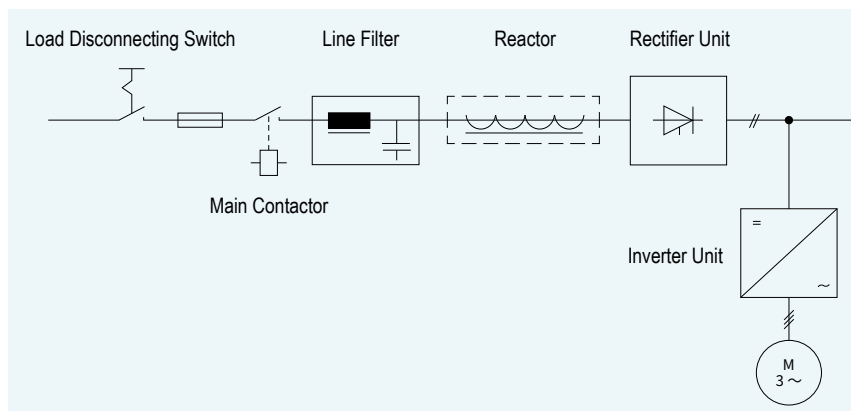 Load Disconnecting Switch
Line Filter
Reactor
Rectifier Unit
Main Contactor
=
Inverter Unit
~
M
3 ~